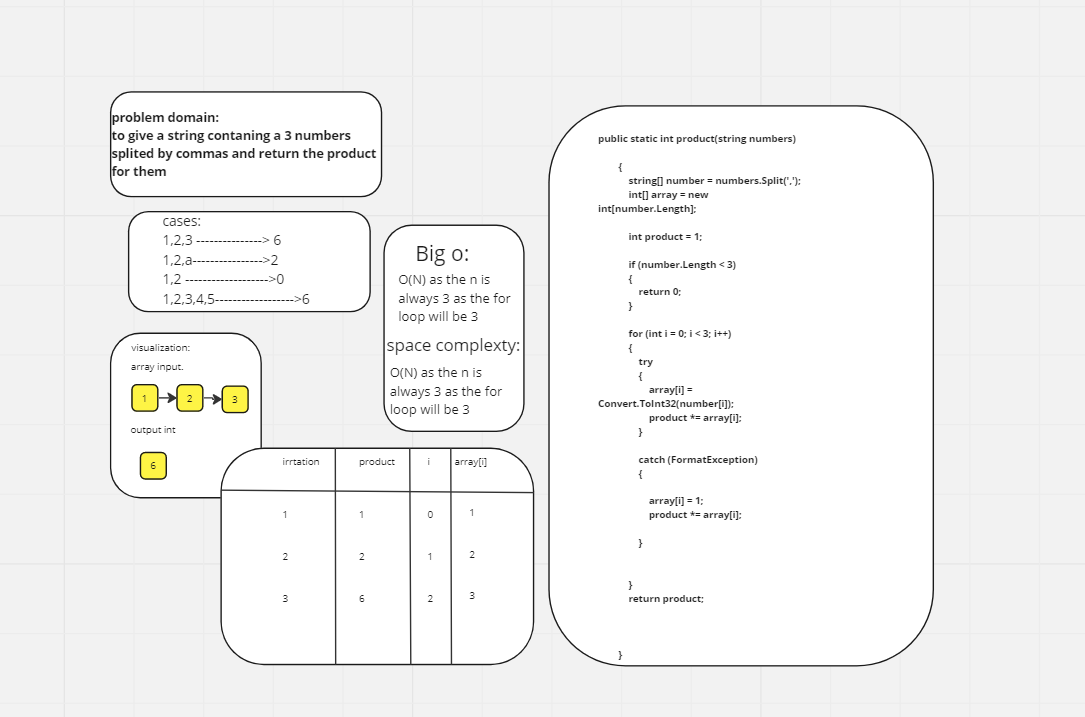 problem domain:
to give a string contaning a 3 numbers
splited by commas and return the product
for them
cases:
1,2,3 ---------------> 6
1,2,a---------------->2
1,2 ------------------->0
1,2,3,4,5------------------>6
Big o:
O(N) as the n is
always 3 as the for
loop will be 3
space complexty:
O(N) as the n is
always 3 as the for
loop will be 3
visualization:
array input.
1 2 3
output int
6
irrtation product i array[i]
1 1 0 1
2 2 1 2
3 6 2 3
public static int product(string numbers)
{
string[] number = numbers.Split(',');
int[] array = new
int[number.Length];
int product = 1;
if (number.Length < 3)
{
return 0;
}
for (int i = 0; i < 3; i++)
{
try
{
array[i] =
Convert.ToInt32(number[i]);
product *= array[i];
}
catch (FormatException)
{
array[i] = 1;
product *= array[i];
}
}
return product;
}